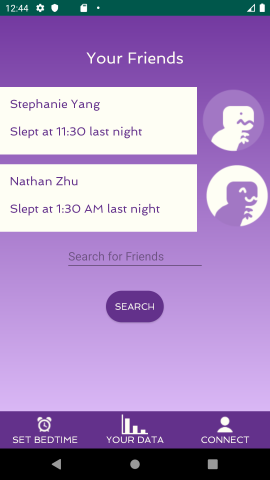 12:44
Your Friends
Stephanie Yang
Slept at 11:30 last night
Nathan Zhu
Slept at 1:30 AM last night
Search for Friends
SEARCH
SET BEDTIME
YOUR DATA
CONNECT